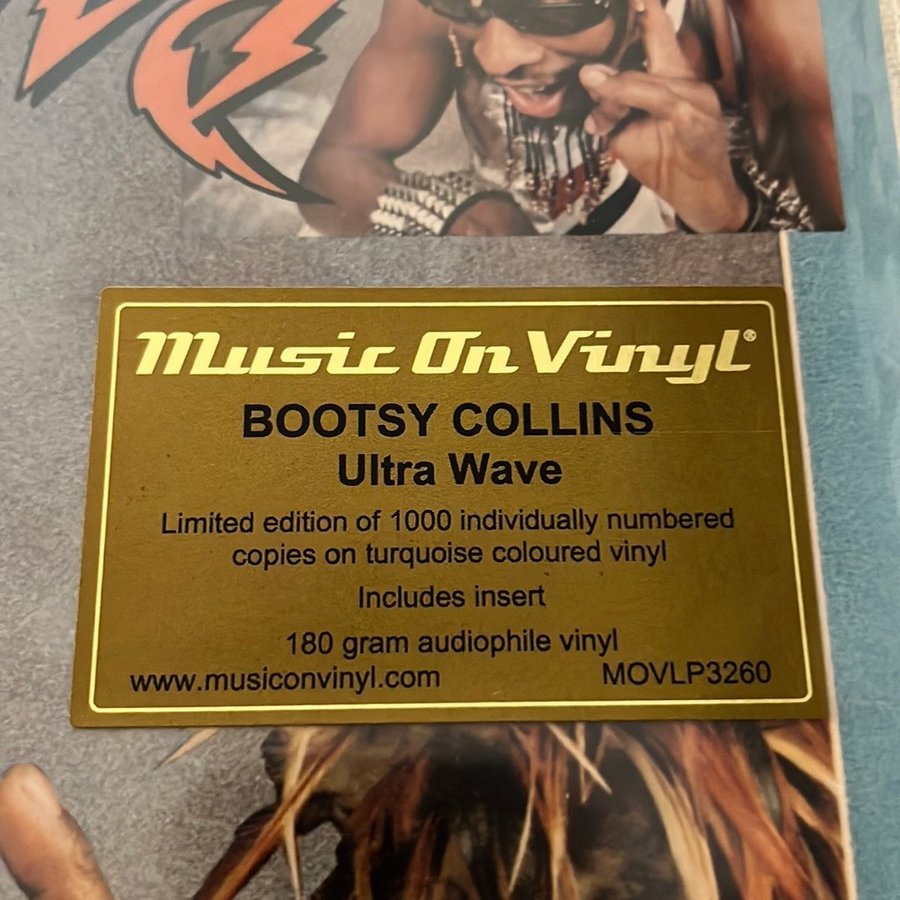 Music On Vinyl®
BOOTSY COLLINS
Ultra Wave
Limited edition of 1000 individually numbered
copies on turquoise coloured vinyl
Includes insert
180 gram audiophile vinyl
www.musiconvinyl.com MOVLP3260